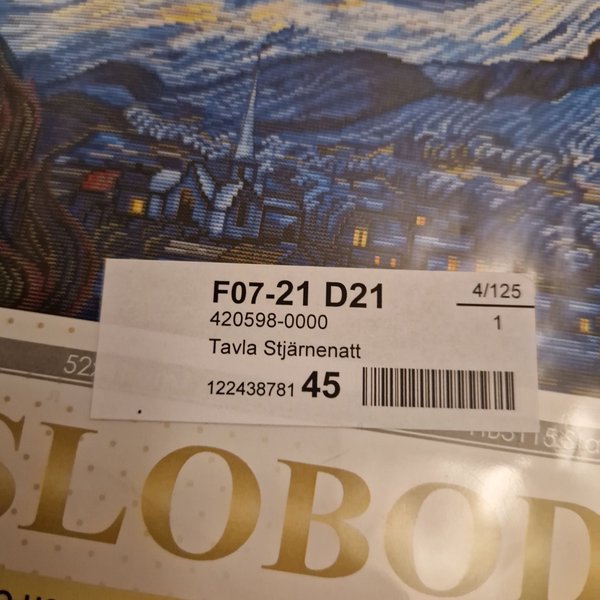 F07-21 D21
4/125
420598-0000
1
Tavla Stjärnenatt
122438781 45
SLOBOD